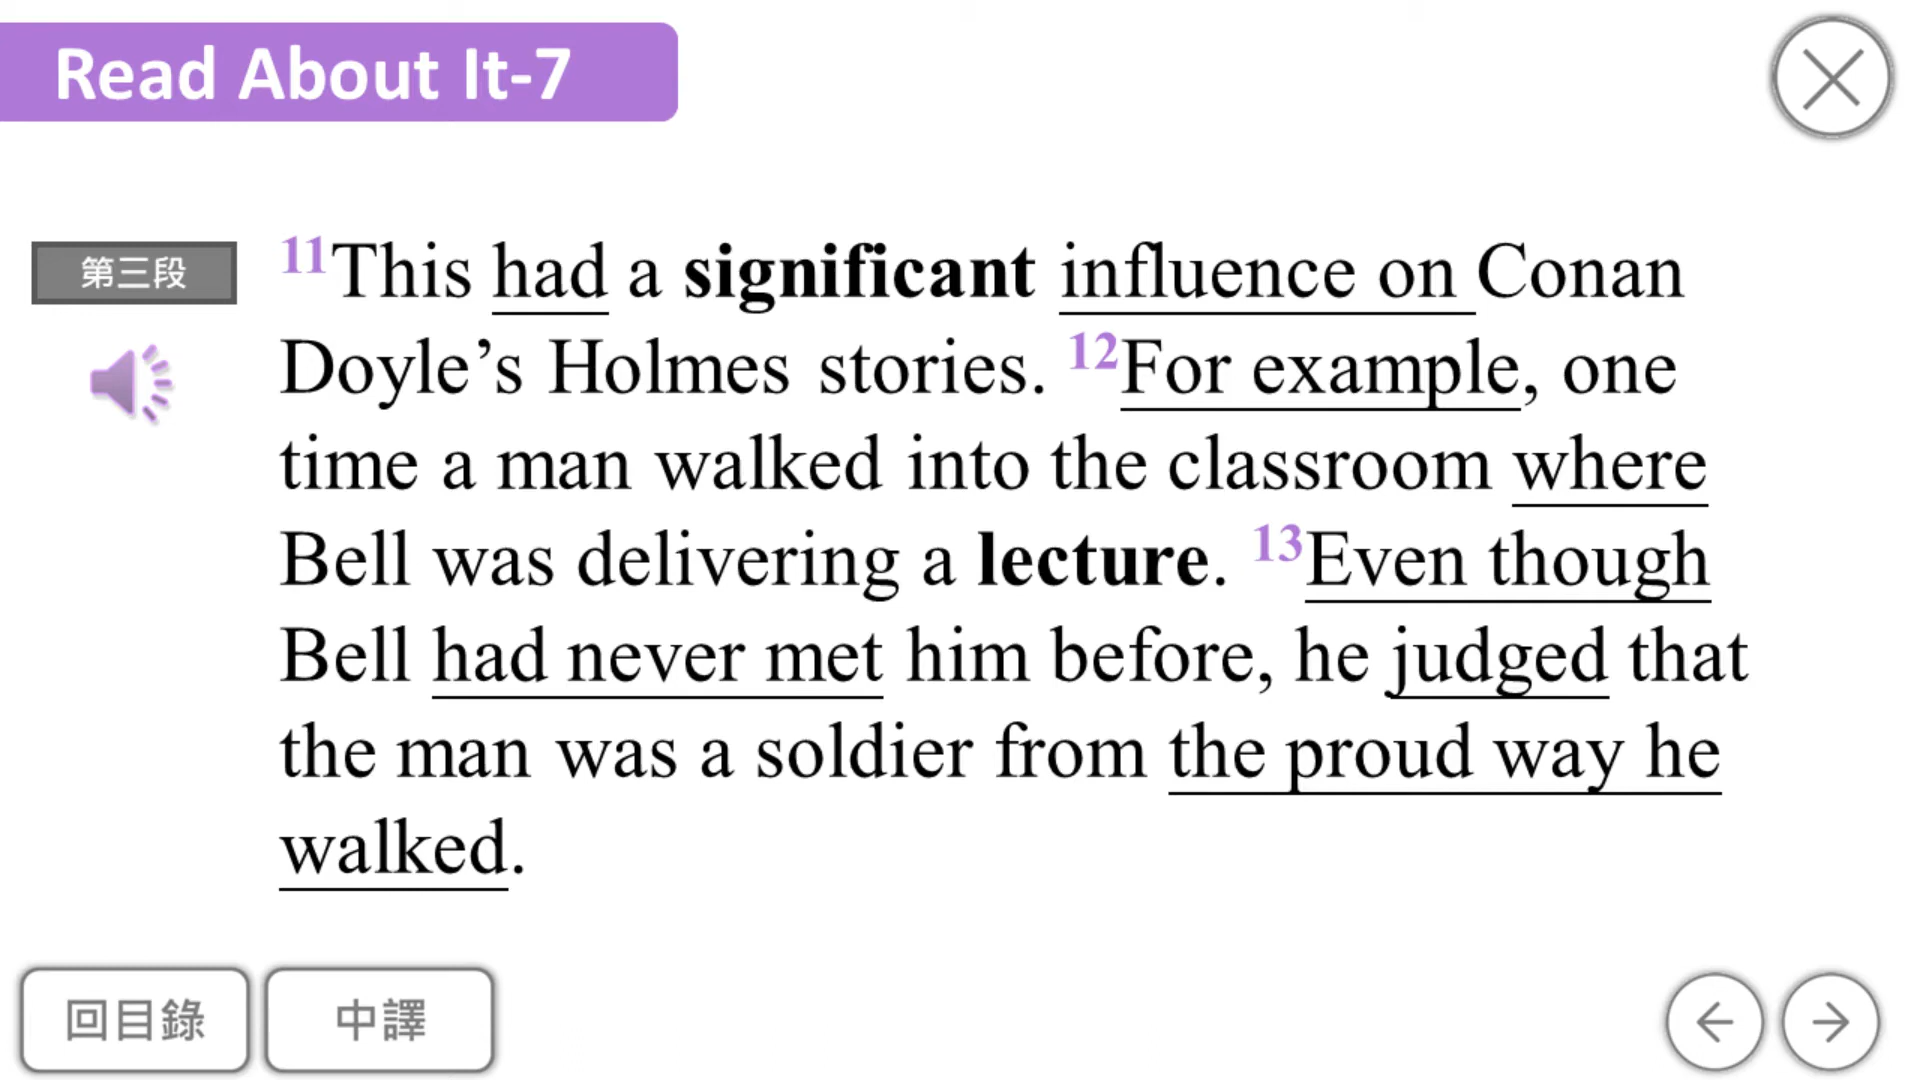 Read About It-7
第三段
11This had a significant influence on Conan
Doyle’s Holmes stories. 12For example, one
time a man walked into the classroom where
Bell was delivering a lecture. 13Even though
Bell had never met him before, he judged that
the man was a soldier from the proud way he
walked.
回目錄
中譯